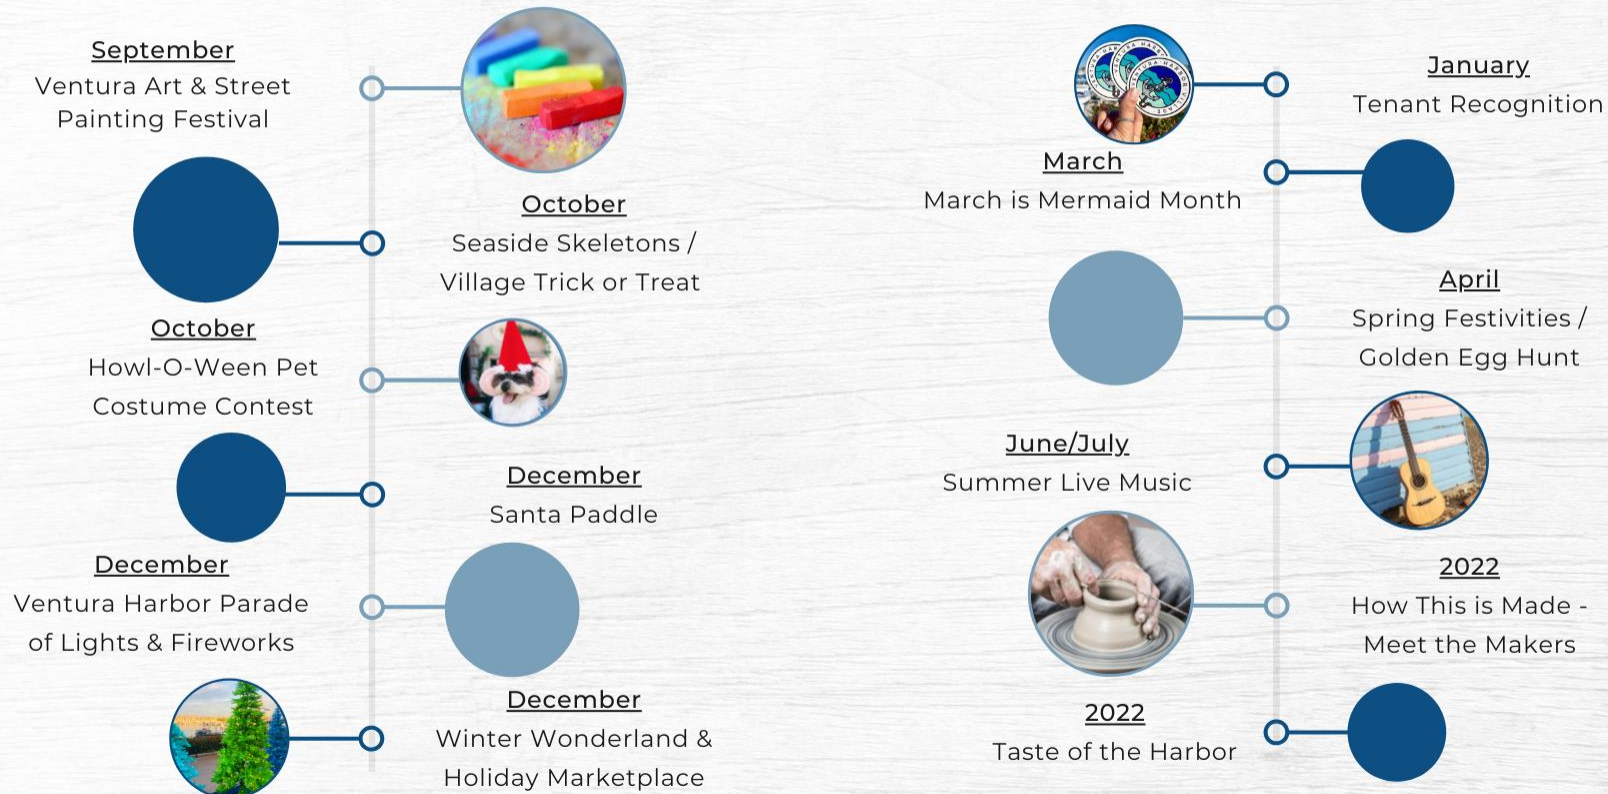 September
Ventura Art & Street
Painting Festival
October
Seaside Skeletons /
Village Trick or Treat
October
Howl-O-Ween Pet
Costume Contest
December
Santa Paddle
December
Ventura Harbor Parade
of Lights & Fireworks
December
Winter Wonderland &
Holiday Marketplace
VENTURA HARBOR VILLAGE
January
Tenant Recognition
March
March is Mermaid Month
April
Spring Festivities /
Golden Egg Hunt
June/July
Summer Live Music
2022
How This is Made -
Meet the Makers
2022
Taste of the Harbor